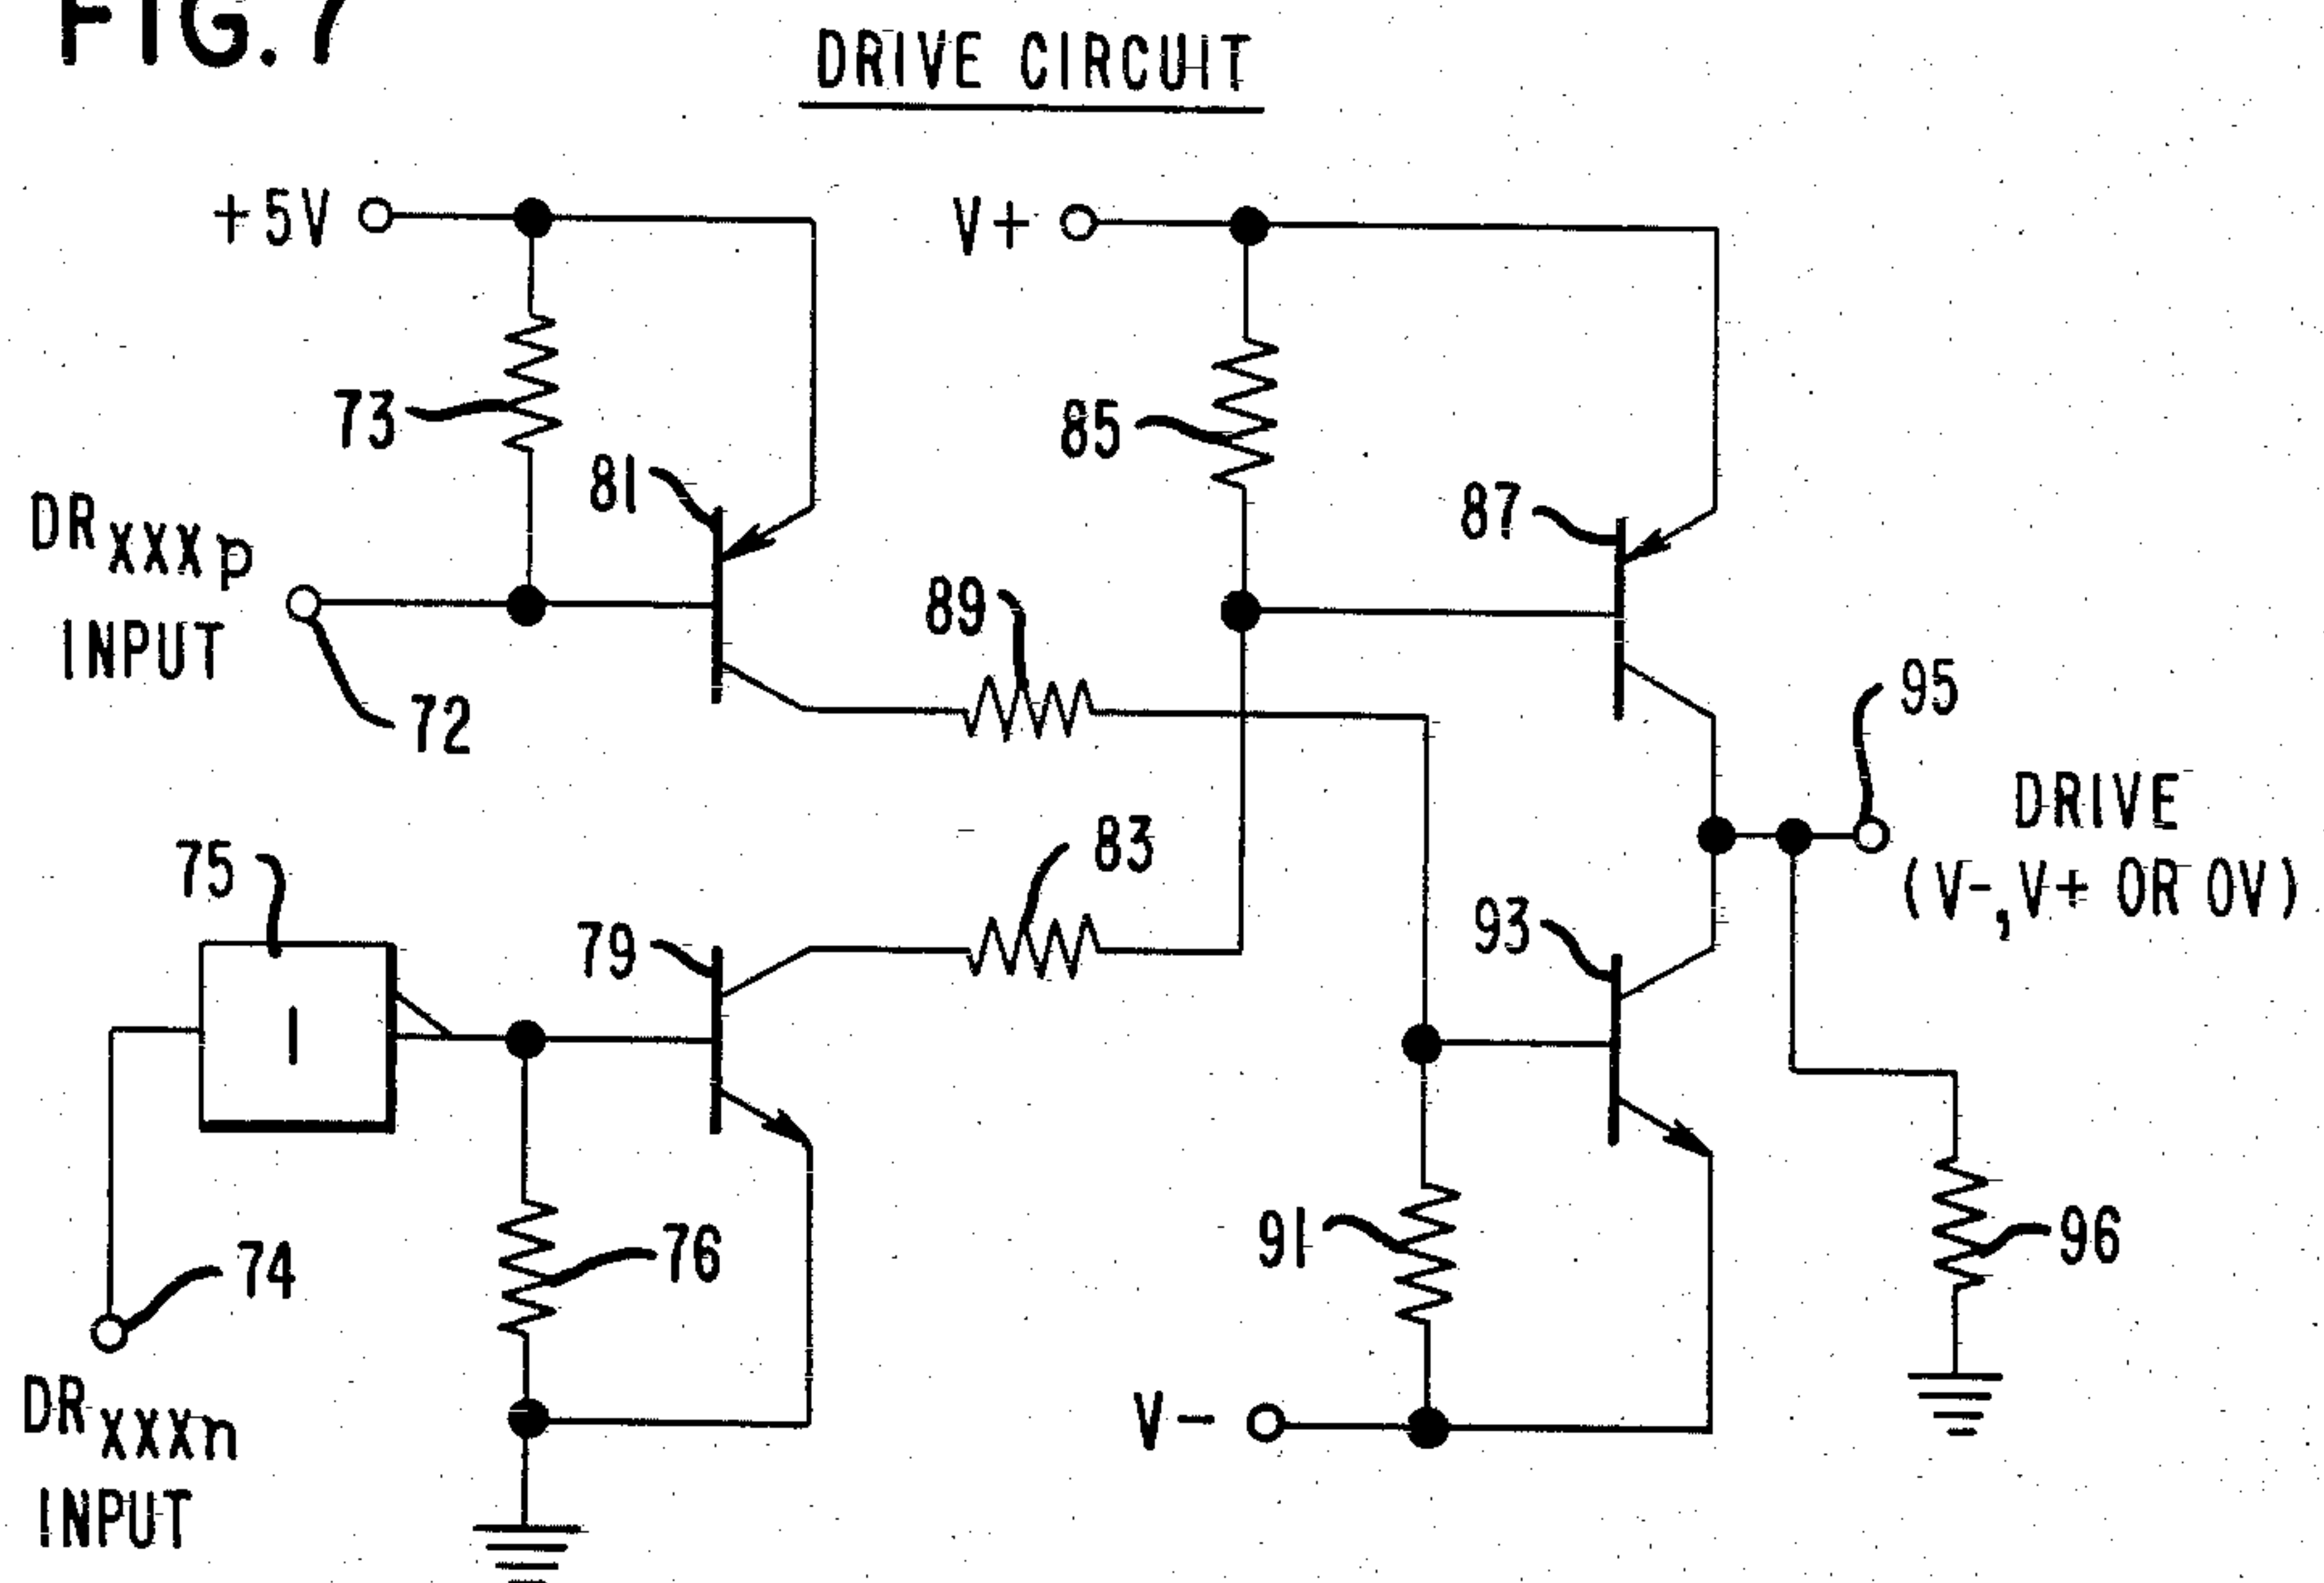 FIG. 7
DRIVE CIRCUIT
+5V
V+
73
85
81
87
DRXXXp
INPUT
89
72
95
DRIVE
(V-, V+ OR 0V)
75
83
79
93
I
74
76
91
96
DRXXXn
INPUT
V-